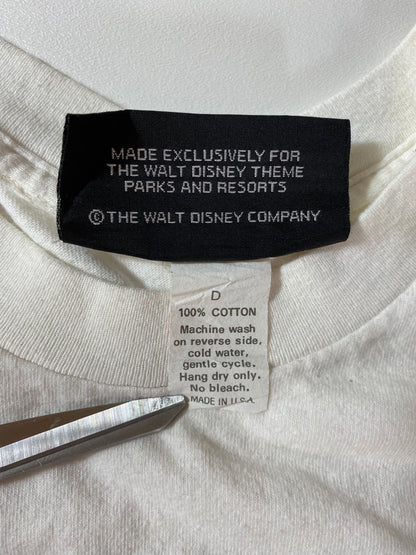 MADE EXCLUSIVELY FOR
THE WALT DISNEY THEME
PARKS AND RESORTS
© THE WALT DISNEY COMPANY
D
100% COTTON
Machine wash
on reverse side,
cold water,
gentle cycle.
Hang dry only.
No bleach.
MADE IN U.S.A.